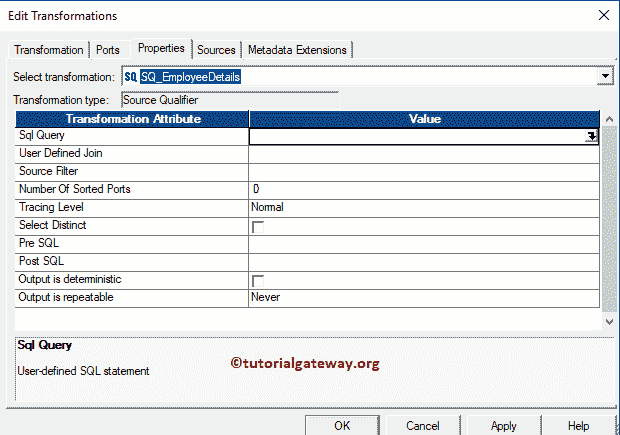 Edit Transformations
Transformation Ports Properties Sources Metadata Extensions
Select transformation: SQ SQ_EmployeeDetails
Transformation type: Source Qualifier
Transformation Attribute Value
Sql Query
User Defined Join
Source Filter
Number Of Sorted Ports 0
Tracing Level Normal
Select Distinct
Pre SQL
Post SQL
Output is deterministic
Output is repeatable Never
Sql Query
©tutorialgateway.org
User-defined SQL statement
OK Cancel Apply Help